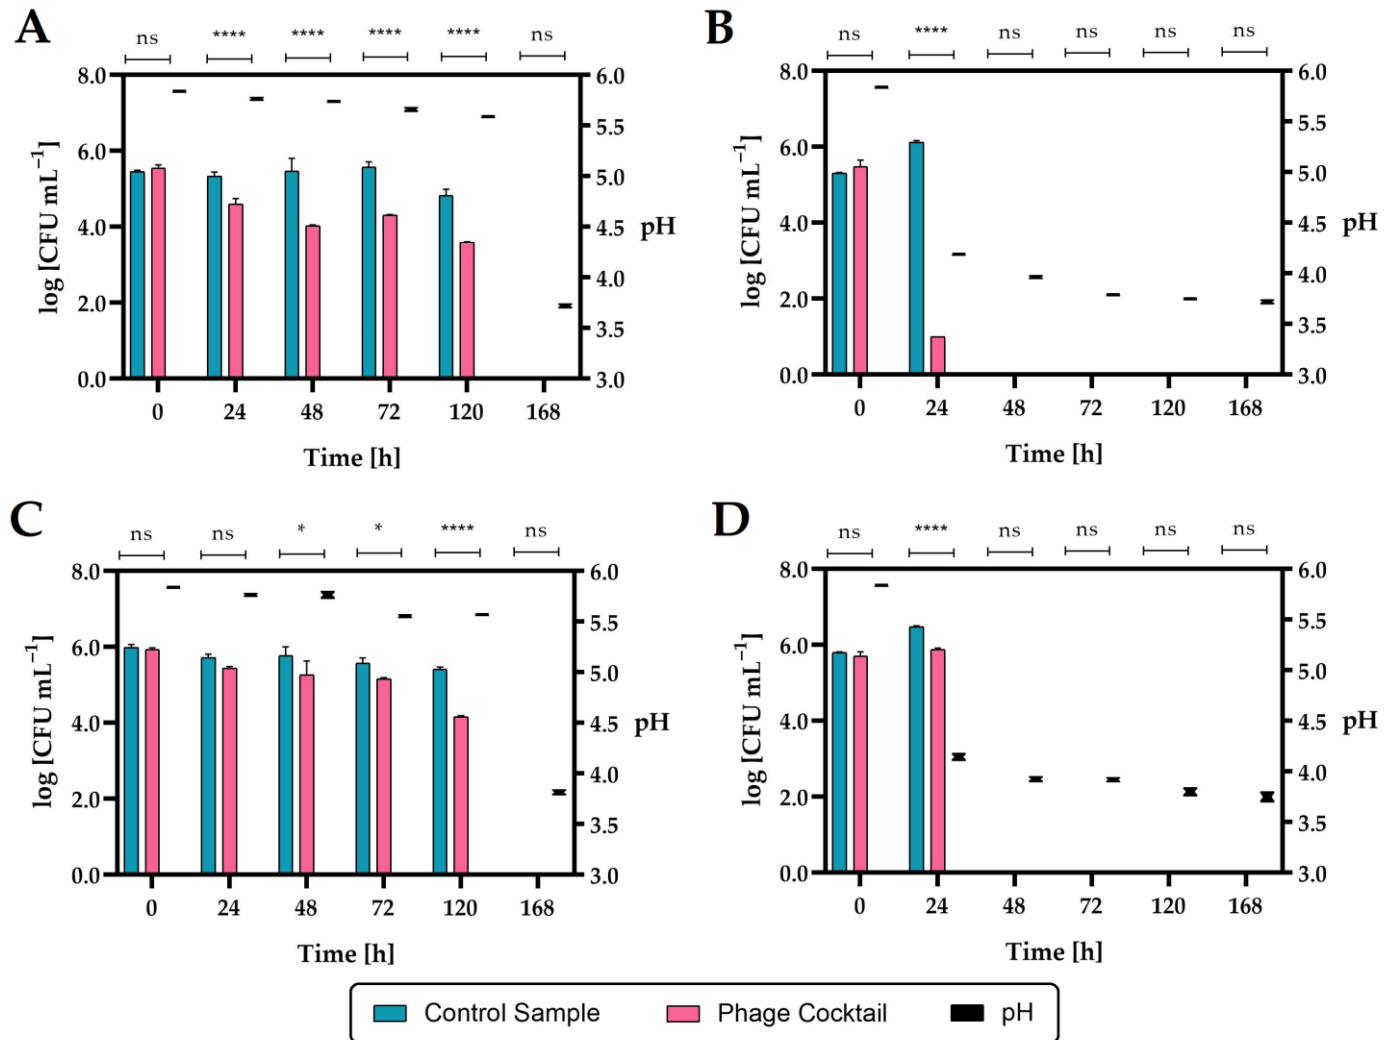 A
ns **** **** **** **** ns
8.0 6.0
5.5
6.0 5.0
4.0 4.5
4.0
2.0 3.5
0.0 3.0
log [CFU mL⁻¹]
pH
0 24 48 72 120 168
Time [h]
B
ns **** ns ns ns ns
8.0 6.0
5.5
6.0 5.0
4.0 4.5
4.0
2.0 3.5
0.0 3.0
log [CFU mL⁻¹]
pH
0 24 48 72 120 168
Time [h]
C
ns ns * * **** ns
8.0 6.0
5.5
6.0 5.0
4.0 4.5
4.0
2.0 3.5
0.0 3.0
log [CFU mL⁻¹]
pH
0 24 48 72 120 168
Time [h]
D
ns **** ns ns ns ns
8.0 6.0
5.5
6.0 5.0
4.0 4.5
4.0
2.0 3.5
0.0 3.0
log [CFU mL⁻¹]
pH
0 24 48 72 120 168
Time [h]
Control Sample Phage Cocktail pH